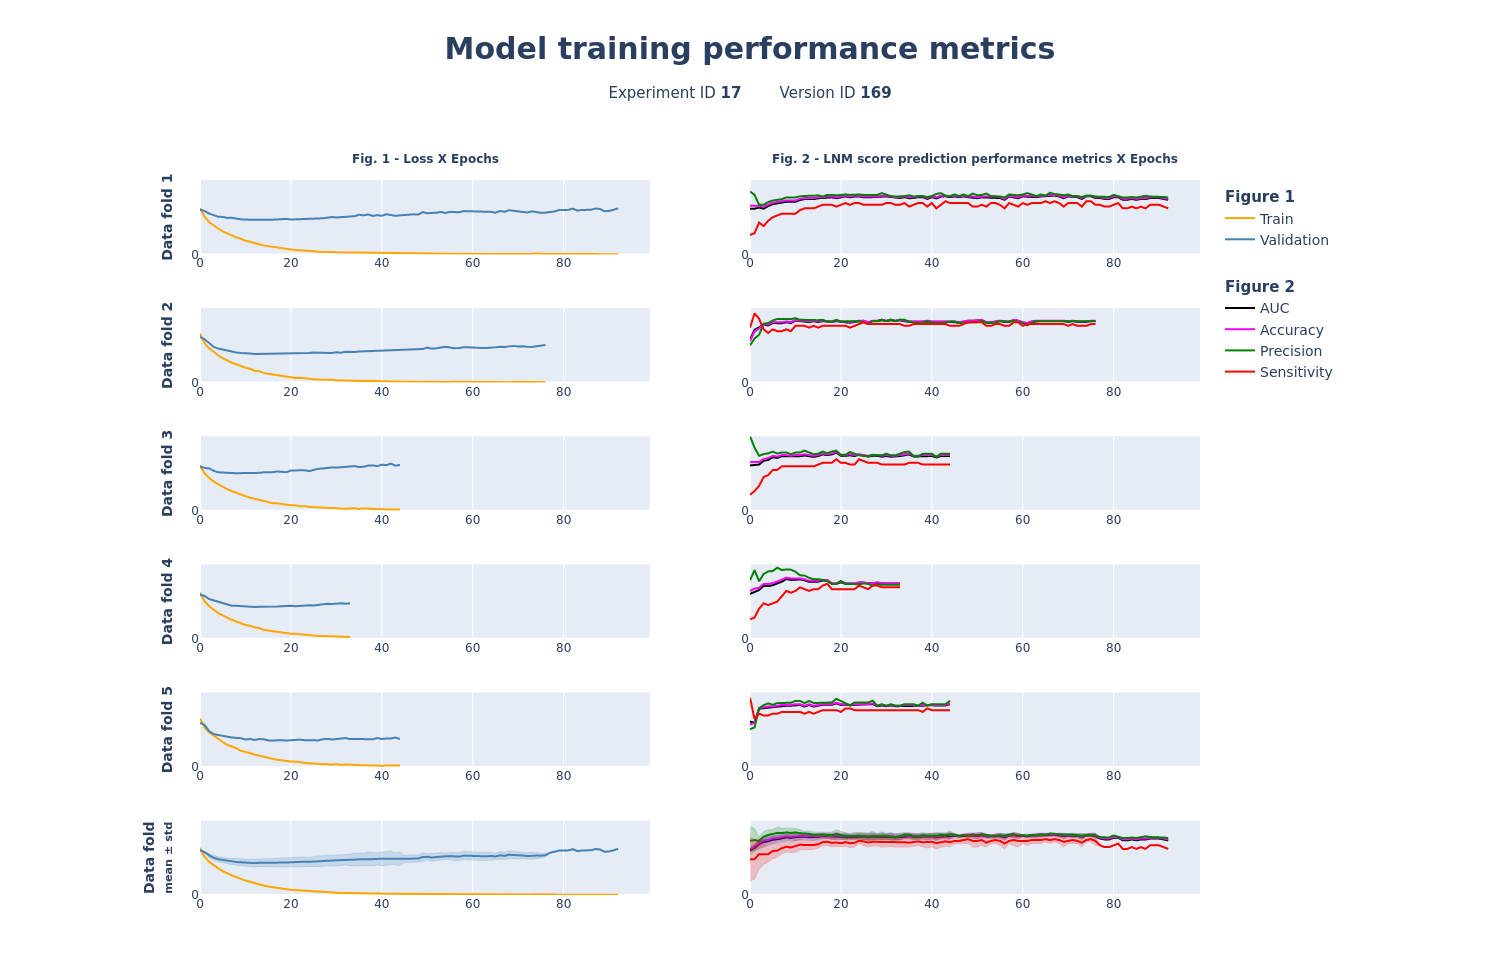 Model training performance metrics
Experiment ID 17 Version ID 169
Fig. 1 - Loss X Epochs
Fig. 2 - LNM score prediction performance metrics X Epochs
Data fold 1
0
0 20 40 60 80
0
0 20 40 60 80
Figure 1
Train
Validation
Figure 2
AUC
Accuracy
Precision
Sensitivity
Data fold 2
0
0 20 40 60 80
0
0 20 40 60 80
Data fold 3
0
0 20 40 60 80
0
0 20 40 60 80
Data fold 4
0
0 20 40 60 80
0
0 20 40 60 80
Data fold 5
0
0 20 40 60 80
0
0 20 40 60 80
Data fold
mean ± std
0
0 20 40 60 80
0
0 20 40 60 80